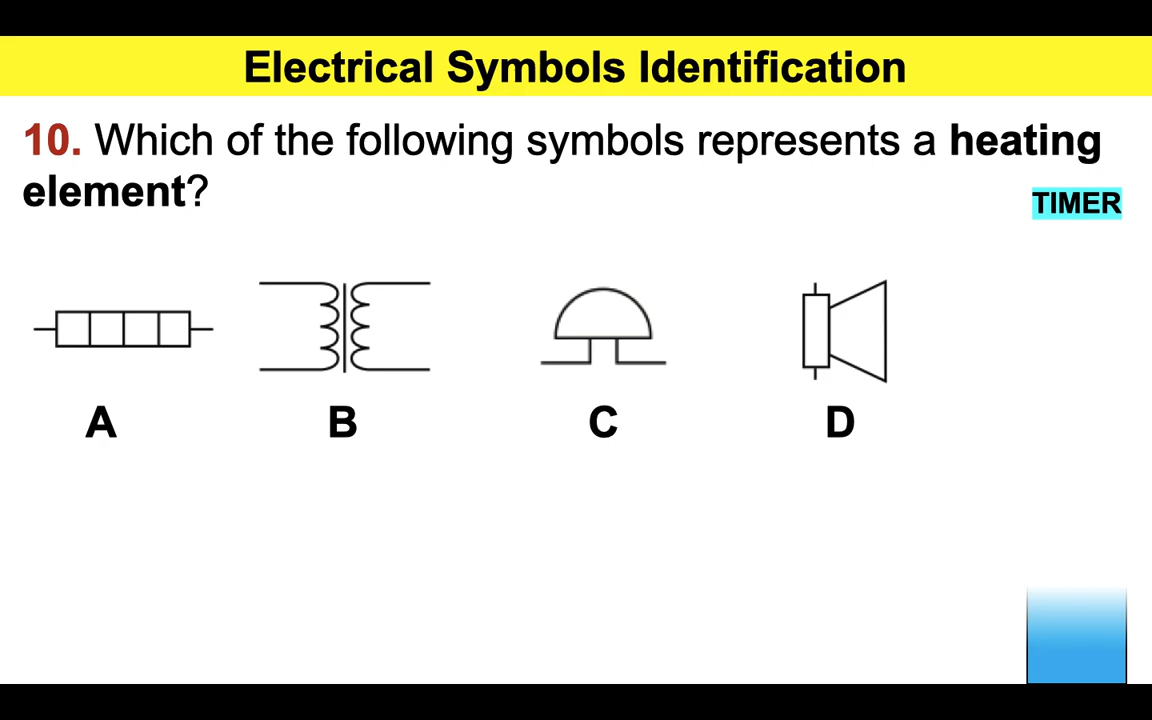 Electrical Symbols Identification
10. Which of the following symbols represents a heating
element?
TIMER
A B C D